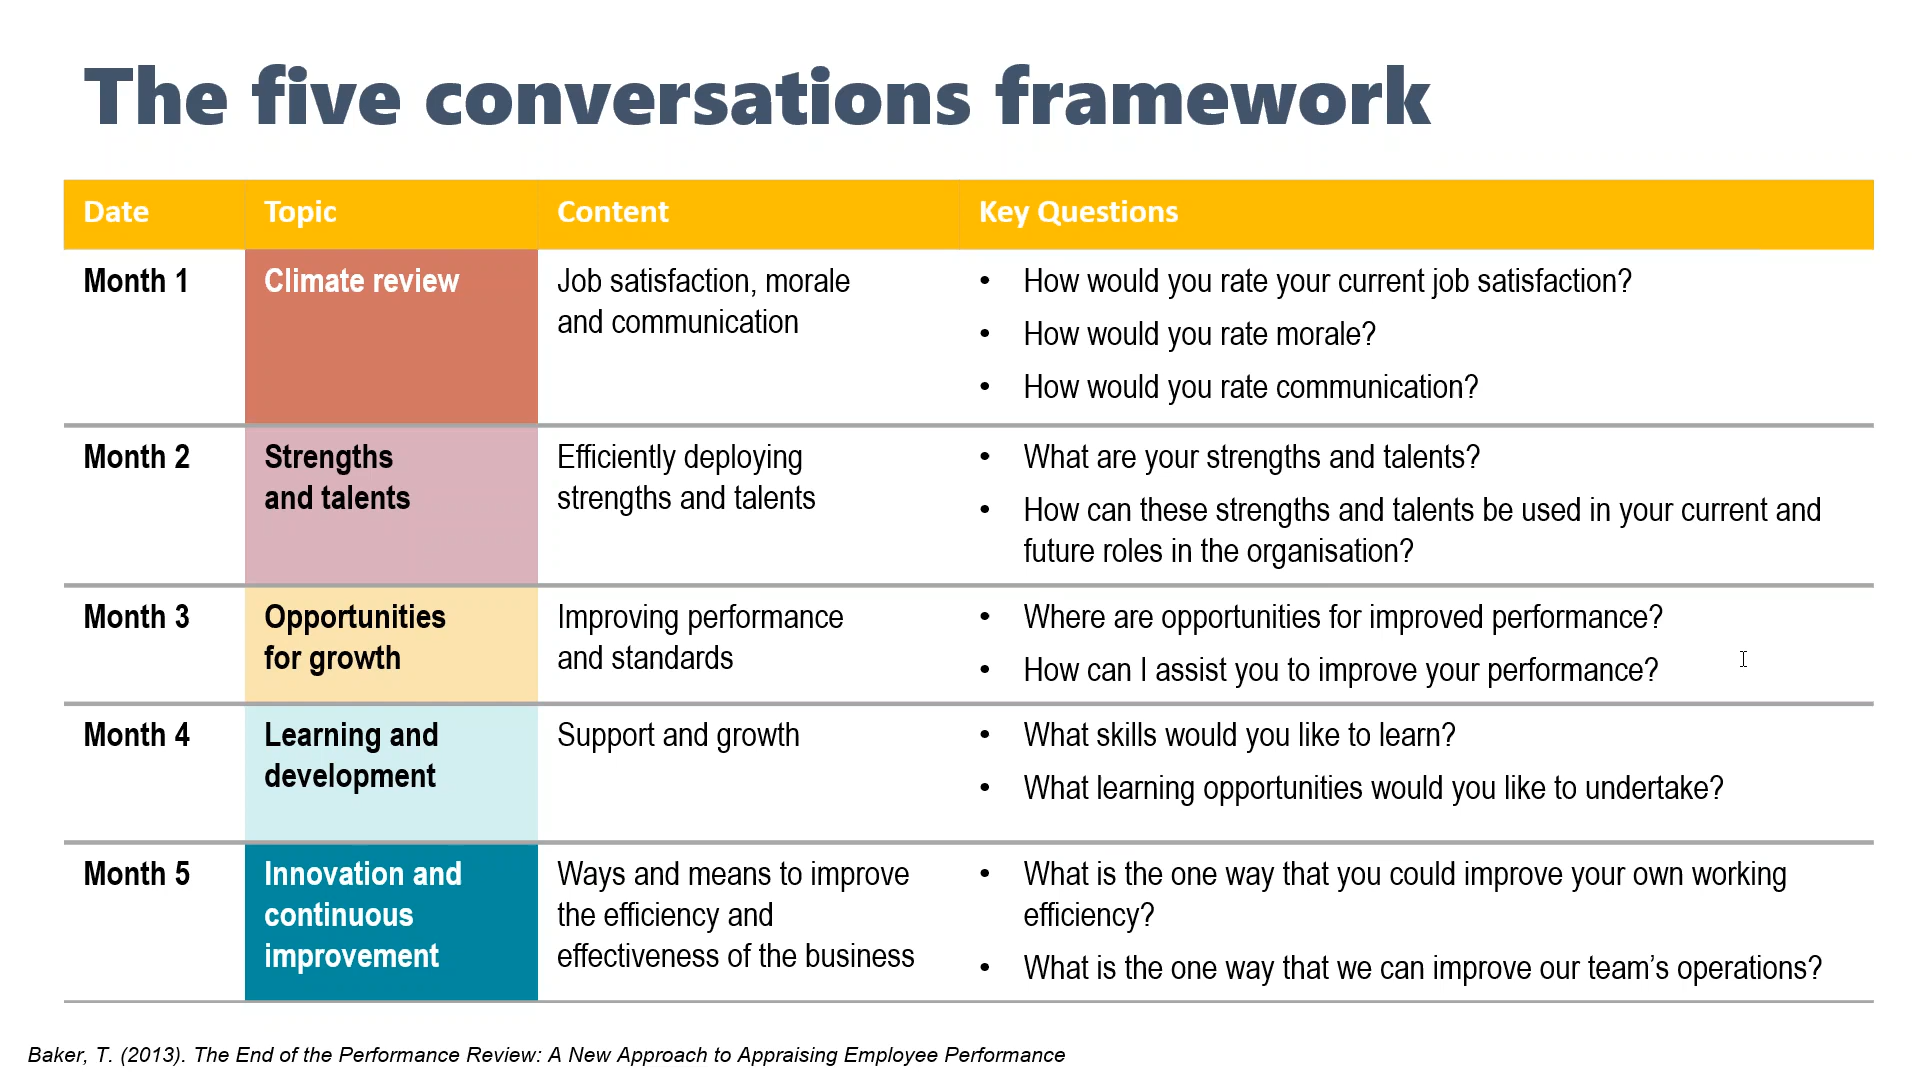 The five conversations framework
Date
Topic
Content
Key Questions
Month 1
Climate review
Job satisfaction, morale
and communication
• How would you rate your current job satisfaction?
• How would you rate morale?
• How would you rate communication?
Month 2
Strengths
and talents
Efficiently deploying
strengths and talents
• What are your strengths and talents?
• How can these strengths and talents be used in your current and
future roles in the organisation?
Month 3
Opportunities
for growth
Improving performance
and standards
• Where are opportunities for improved performance?
• How can I assist you to improve your performance?
Month 4
Learning and
development
Support and growth
• What skills would you like to learn?
• What learning opportunities would you like to undertake?
Month 5
Innovation and
continuous
improvement
Ways and means to improve
the efficiency and
effectiveness of the business
• What is the one way that you could improve your own working
efficiency?
• What is the one way that we can improve our team’s operations?
Baker, T. (2013). The End of the Performance Review: A New Approach to Appraising Employee Performance